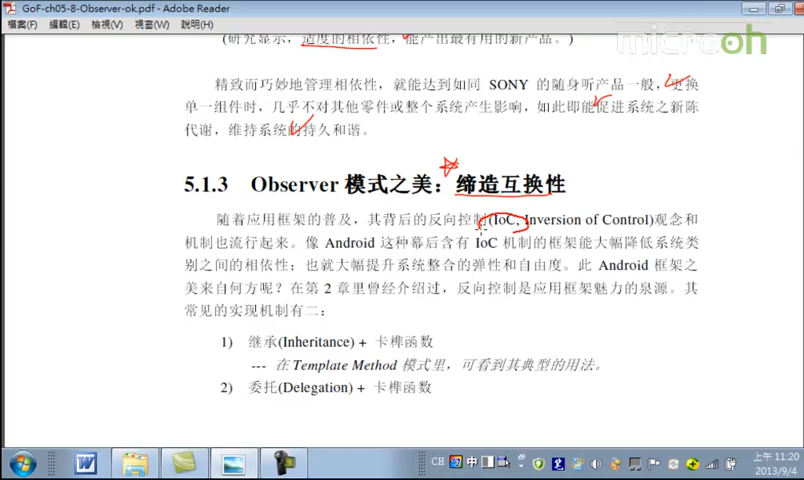 GoF-ch05-8-Observer-ok.pdf - Adobe Reader
檔案(F) 編輯(E) 檢視(V) 視窗(W) 說明(H)
microoh
(研究显示，适度的相依性，能产出最有用的新产品。)
精致而巧妙地管理相依性，就能达到如同 SONY 的随身听产品一般，更换
单一组件时，几乎不对其他零件或整个系统产生影响，如此即能促进系统之新陈
代谢，维持系统的持久和谐。
5.1.3 Observer 模式之美：缔造互换性
随着应用框架的普及，其背后的反向控制(IoC, Inversion of Control)观念和
机制也流行起来。像 Android 这种幕后含有 IoC 机制的框架能大幅降低系统类
别之间的相依性；也就大幅提升系统整合的弹性和自由度。此 Android 框架之
美来自何方呢？在第 2 章里曾经介绍过，反向控制是应用框架魅力的泉源。其
常见的实现机制有二：
1) 继承(Inheritance) + 卡榫函数
--- 在 Template Method 模式里，可看到其典型的用法。
2) 委托(Delegation) + 卡榫函数
CH 中
上午 11:20
2013/9/4